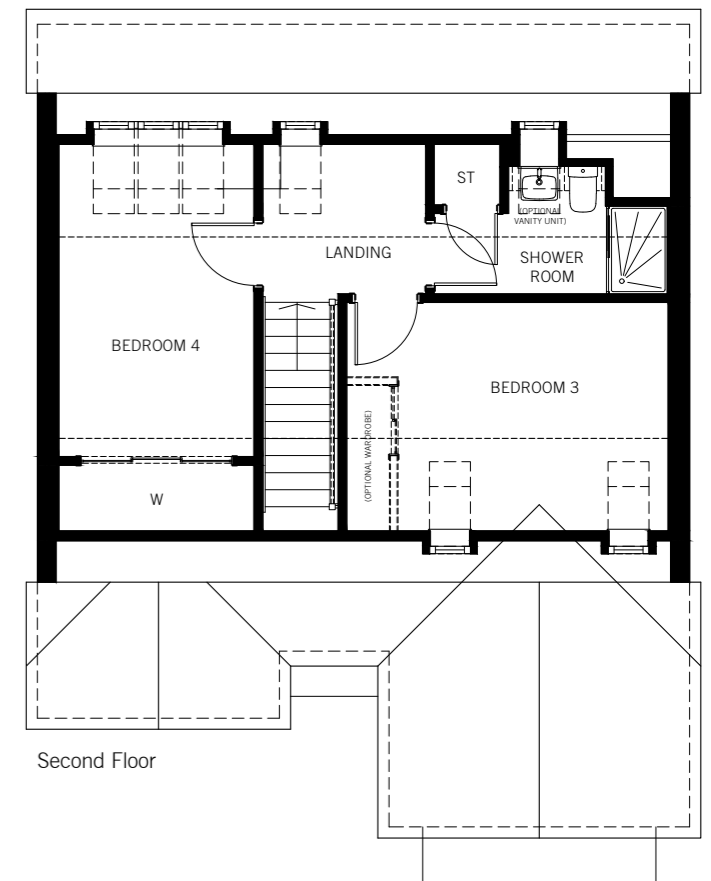 ST
(OPTIONAL
VANITY UNIT)
LANDING
SHOWER
ROOM
BEDROOM 4
BEDROOM 3
(OPTIONAL WARDROBE)
W
Second Floor